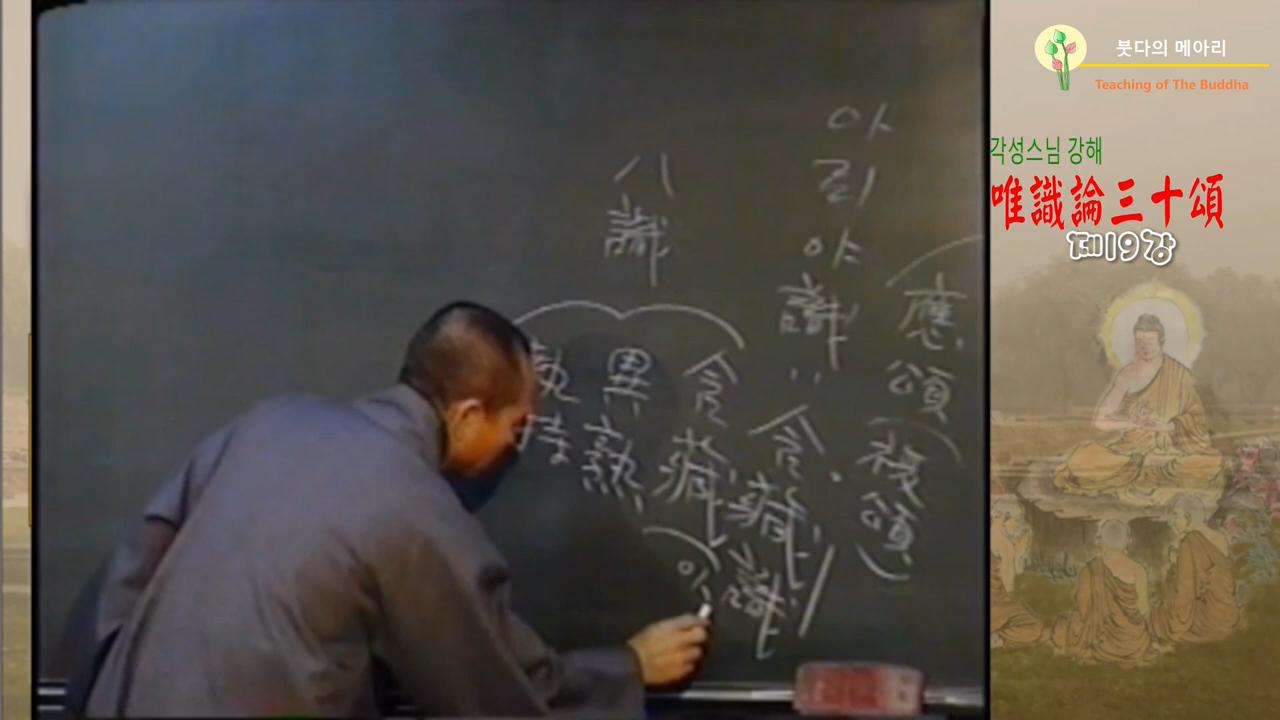 붓다의 메아리
Teaching of The Buddha
각성스님 강해
唯識論三十頌
제19강
應頌
아리야識:
含藏識
八識
含藏
異熟
執持
아